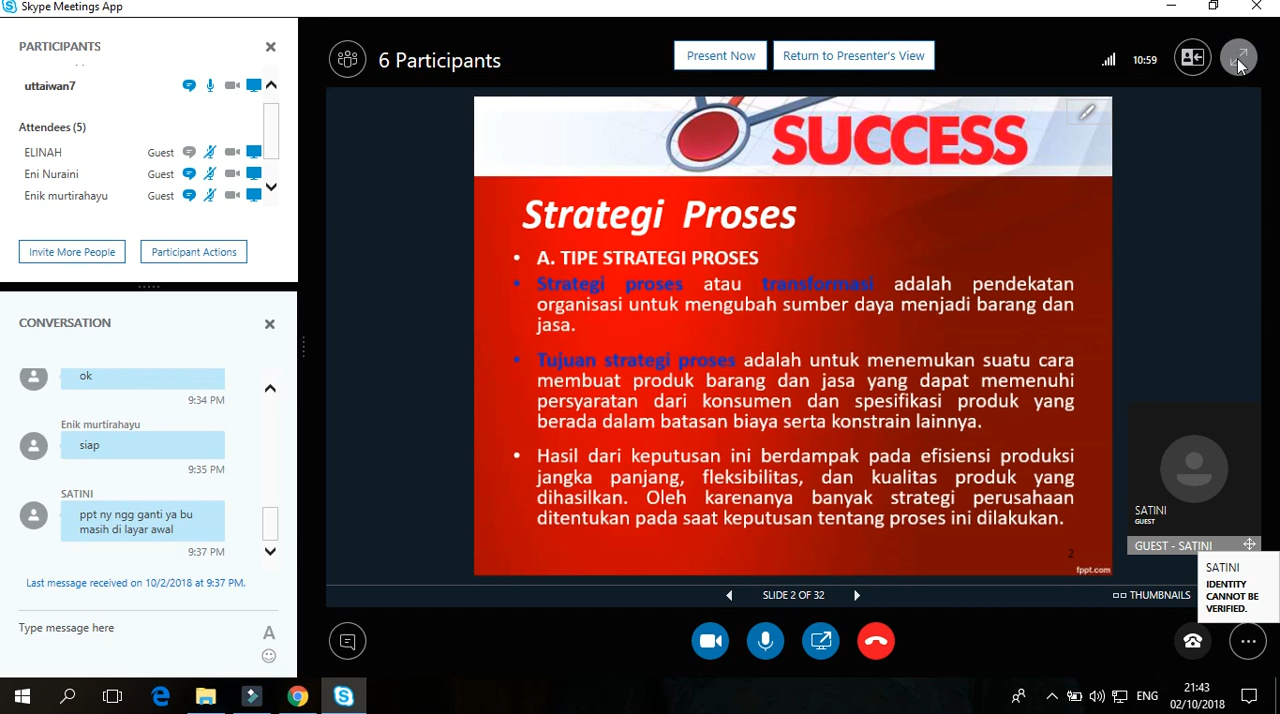 Skype Meetings App
PARTICIPANTS
uttaiwan7
Attendees (5)
ELINAH Guest
Eni Nuraini Guest
Enik murtirahayu Guest
Invite More People Participant Actions
CONVERSATION
ok
9:34 PM
Enik murtirahayu
siap
9:35 PM
SATINI
ppt ny ngg ganti ya bu
masih di layar awal
9:37 PM
Last message received on 10/2/2018 at 9:37 PM.
Type message here
A
6 Participants
Present Now
Return to Presenter's View
10:59
SUCCESS
Strategi Proses
• A. TIPE STRATEGI PROSES
• Strategi proses atau transformasi adalah pendekatan
organisasi untuk mengubah sumber daya menjadi barang dan
jasa.
• Tujuan strategi proses adalah untuk menemukan suatu cara
membuat produk barang dan jasa yang dapat memenuhi
persyaratan dari konsumen dan spesifikasi produk yang
berada dalam batasan biaya serta konstrain lainnya.
• Hasil dari keputusan ini berdampak pada efisiensi produksi
jangka panjang, fleksibilitas, dan kualitas produk yang
dihasilkan. Oleh karenanya banyak strategi perusahaan
ditentukan pada saat keputusan tentang proses ini dilakukan.
2
fppt.com
SATINI
GUEST
GUEST - SATINI
SATINI
IDENTITY
CANNOT BE
VERIFIED.
SLIDE 2 OF 32
THUMBNAILS
ENG
21:43
02/10/2018